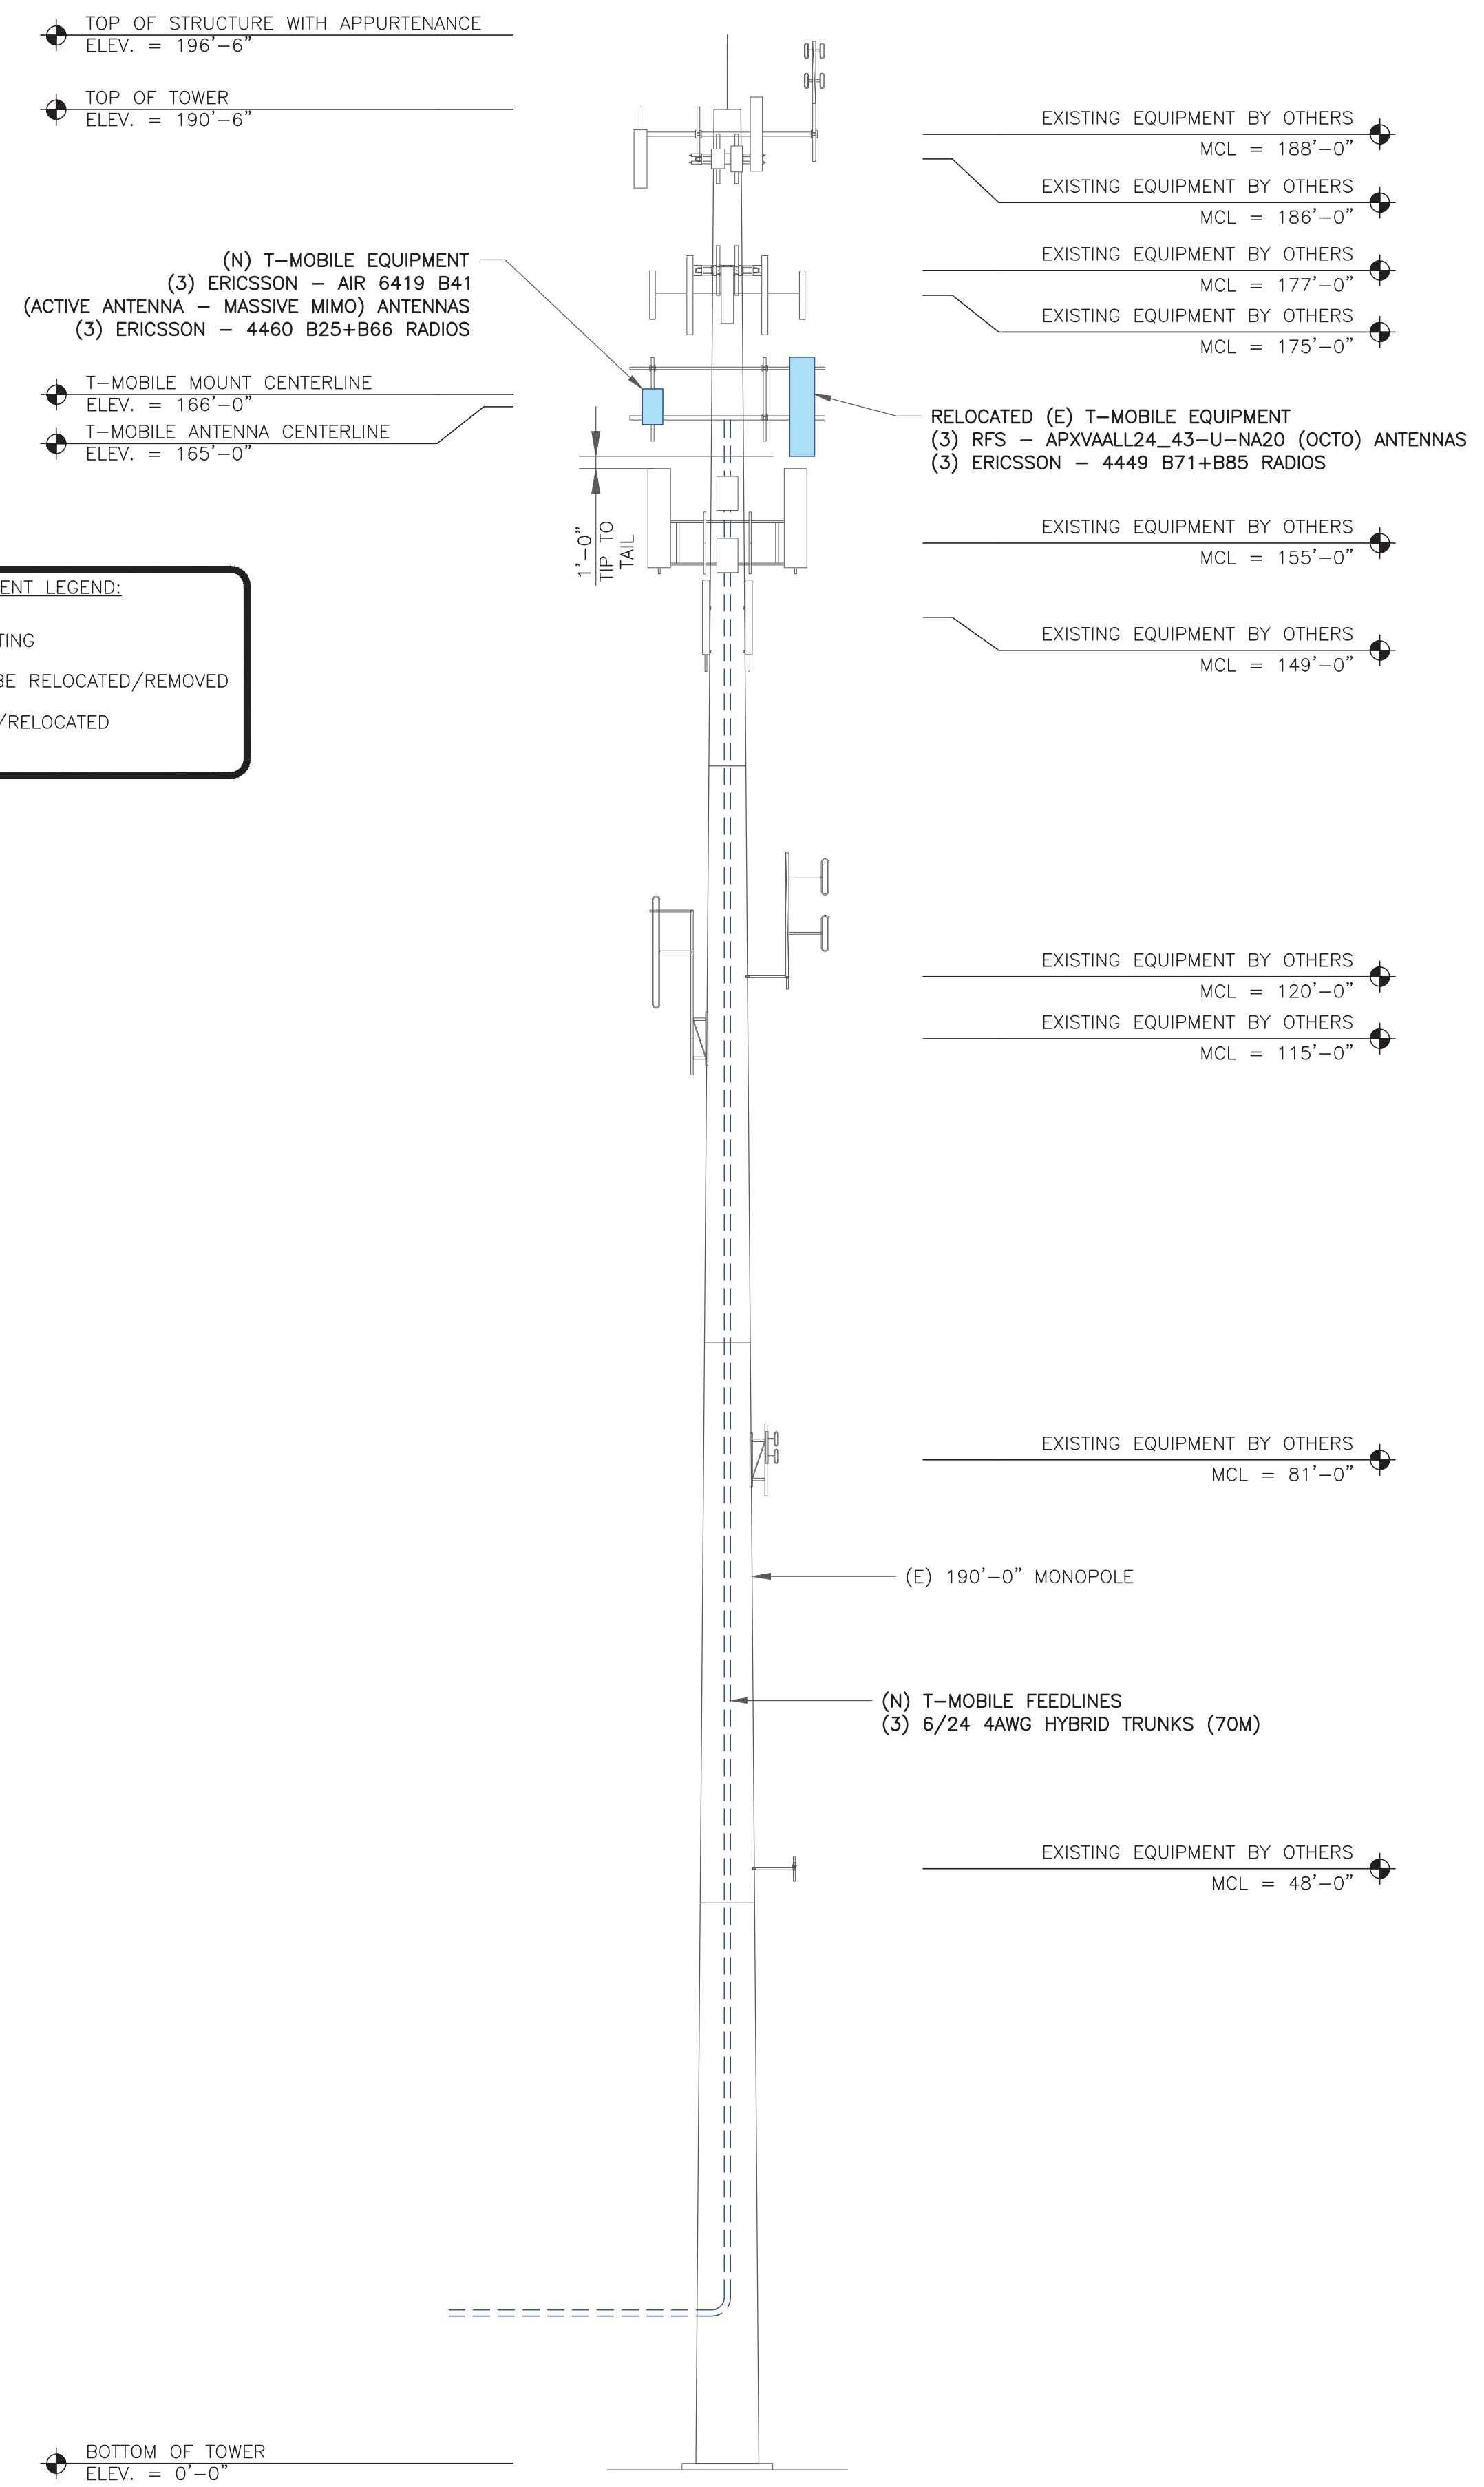 TOP OF STRUCTURE WITH APPURTENANCE
ELEV. = 196'-6"
TOP OF TOWER
ELEV. = 190'-6"
EXISTING EQUIPMENT BY OTHERS
MCL = 188'-0"
EXISTING EQUIPMENT BY OTHERS
MCL = 186'-0"
(N) T-MOBILE EQUIPMENT
(3) ERICSSON - AIR 6419 B41
(ACTIVE ANTENNA - MASSIVE MIMO) ANTENNAS
(3) ERICSSON - 4460 B25+B66 RADIOS
EXISTING EQUIPMENT BY OTHERS
MCL = 177'-0"
EXISTING EQUIPMENT BY OTHERS
MCL = 175'-0"
T-MOBILE MOUNT CENTERLINE
ELEV. = 166'-0"
T-MOBILE ANTENNA CENTERLINE
ELEV. = 165'-0"
RELOCATED (E) T-MOBILE EQUIPMENT
(3) RFS - APXVAALL24_43-U-NA20 (OCTO) ANTENNAS
(3) ERICSSON - 4449 B71+B85 RADIOS
1'-0"
TIP TO
TAIL
EXISTING EQUIPMENT BY OTHERS
MCL = 155'-0"
ENT LEGEND:
TING
BE RELOCATED/REMOVED
/RELOCATED
EXISTING EQUIPMENT BY OTHERS
MCL = 149'-0"
EXISTING EQUIPMENT BY OTHERS
MCL = 120'-0"
EXISTING EQUIPMENT BY OTHERS
MCL = 115'-0"
EXISTING EQUIPMENT BY OTHERS
MCL = 81'-0"
(E) 190'-0" MONOPOLE
(N) T-MOBILE FEEDLINES
(3) 6/24 4AWG HYBRID TRUNKS (70M)
EXISTING EQUIPMENT BY OTHERS
MCL = 48'-0"
BOTTOM OF TOWER
ELEV. = 0'-0"